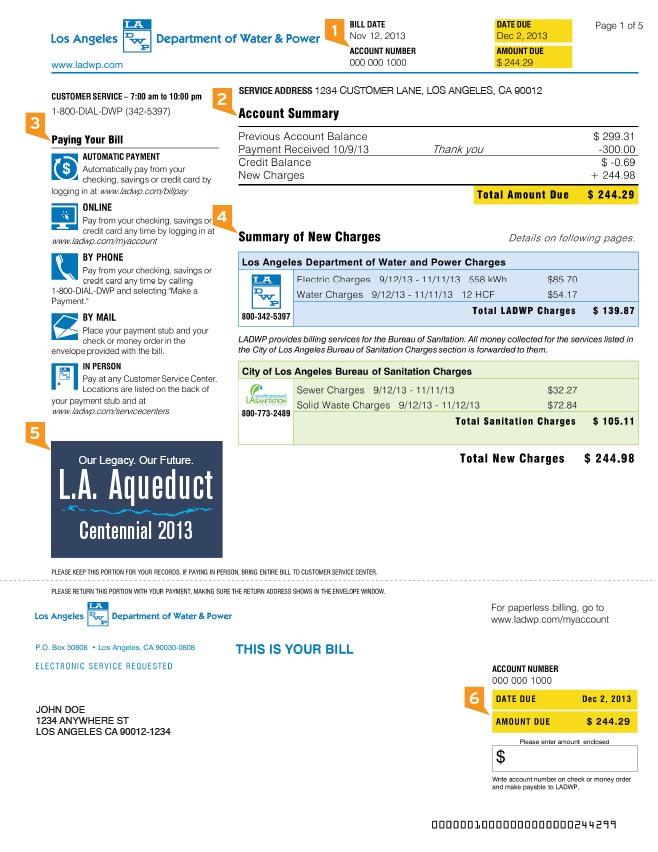 Los Angeles LA DWP Department of Water & Power
www.ladwp.com
1
BILL DATE
Nov 12, 2013
ACCOUNT NUMBER
000 000 1000
DATE DUE
Dec 2, 2013
AMOUNT DUE
$ 244.29
Page 1 of 5
CUSTOMER SERVICE – 7:00 am to 10:00 pm
1-800-DIAL-DWP (342-5397)
3
Paying Your Bill
AUTOMATIC PAYMENT
Automatically pay from your
checking, savings or credit card by
logging in at www.ladwp.com/billpay
ONLINE
Pay from your checking, savings or
credit card any time by logging in at
www.ladwp.com/myaccount
BY PHONE
Pay from your checking, savings or
credit card any time by calling
1-800-DIAL-DWP and selecting "Make a
Payment."
BY MAIL
Place your payment stub and your
check or money order in the
envelope provided with the bill.
IN PERSON
Pay at any Customer Service Center.
Locations are listed on the back of
your payment stub and at
www.ladwp.com/servicecenters
5
Our Legacy. Our Future.
L.A. Aqueduct
Centennial 2013
2
SERVICE ADDRESS 1234 CUSTOMER LANE, LOS ANGELES, CA 90012
Account Summary
Previous Account Balance $ 299.31
Payment Received 10/9/13 Thank you -300.00
Credit Balance $ -0.69
New Charges + 244.98
Total Amount Due $ 244.29
4
Summary of New Charges Details on following pages.
Los Angeles Department of Water and Power Charges
LA DWP
800-342-5397
Electric Charges 9/12/13 - 11/11/13 558 kWh $85.70
Water Charges 9/12/13 - 11/11/13 12 HCF $54.17
Total LADWP Charges $ 139.87
LADWP provides billing services for the Bureau of Sanitation. All money collected for the services listed in
the City of Los Angeles Bureau of Sanitation Charges section is forwarded to them.
City of Los Angeles Bureau of Sanitation Charges
environment
LA SANITATION
800-773-2489
Sewer Charges 9/12/13 - 11/11/13 $32.27
Solid Waste Charges 9/12/13 - 11/12/13 $72.84
Total Sanitation Charges $ 105.11
Total New Charges $ 244.98
PLEASE KEEP THIS PORTION FOR YOUR RECORDS. IF PAYING IN PERSON, BRING ENTIRE BILL TO CUSTOMER SERVICE CENTER.
PLEASE RETURN THIS PORTION WITH YOUR PAYMENT, MAKING SURE THE RETURN ADDRESS SHOWS IN THE ENVELOPE WINDOW.
Los Angeles LA DWP Department of Water & Power
P.O. Box 30808 • Los Angeles, CA 90030-0808
ELECTRONIC SERVICE REQUESTED
THIS IS YOUR BILL
For paperless billing, go to
www.ladwp.com/myaccount
JOHN DOE
1234 ANYWHERE ST
LOS ANGELES CA 90012-1234
ACCOUNT NUMBER
000 000 1000
6
DATE DUE Dec 2, 2013
AMOUNT DUE $ 244.29
Please enter amount enclosed
$
Write account number on check or money order
and make payable to LADWP.